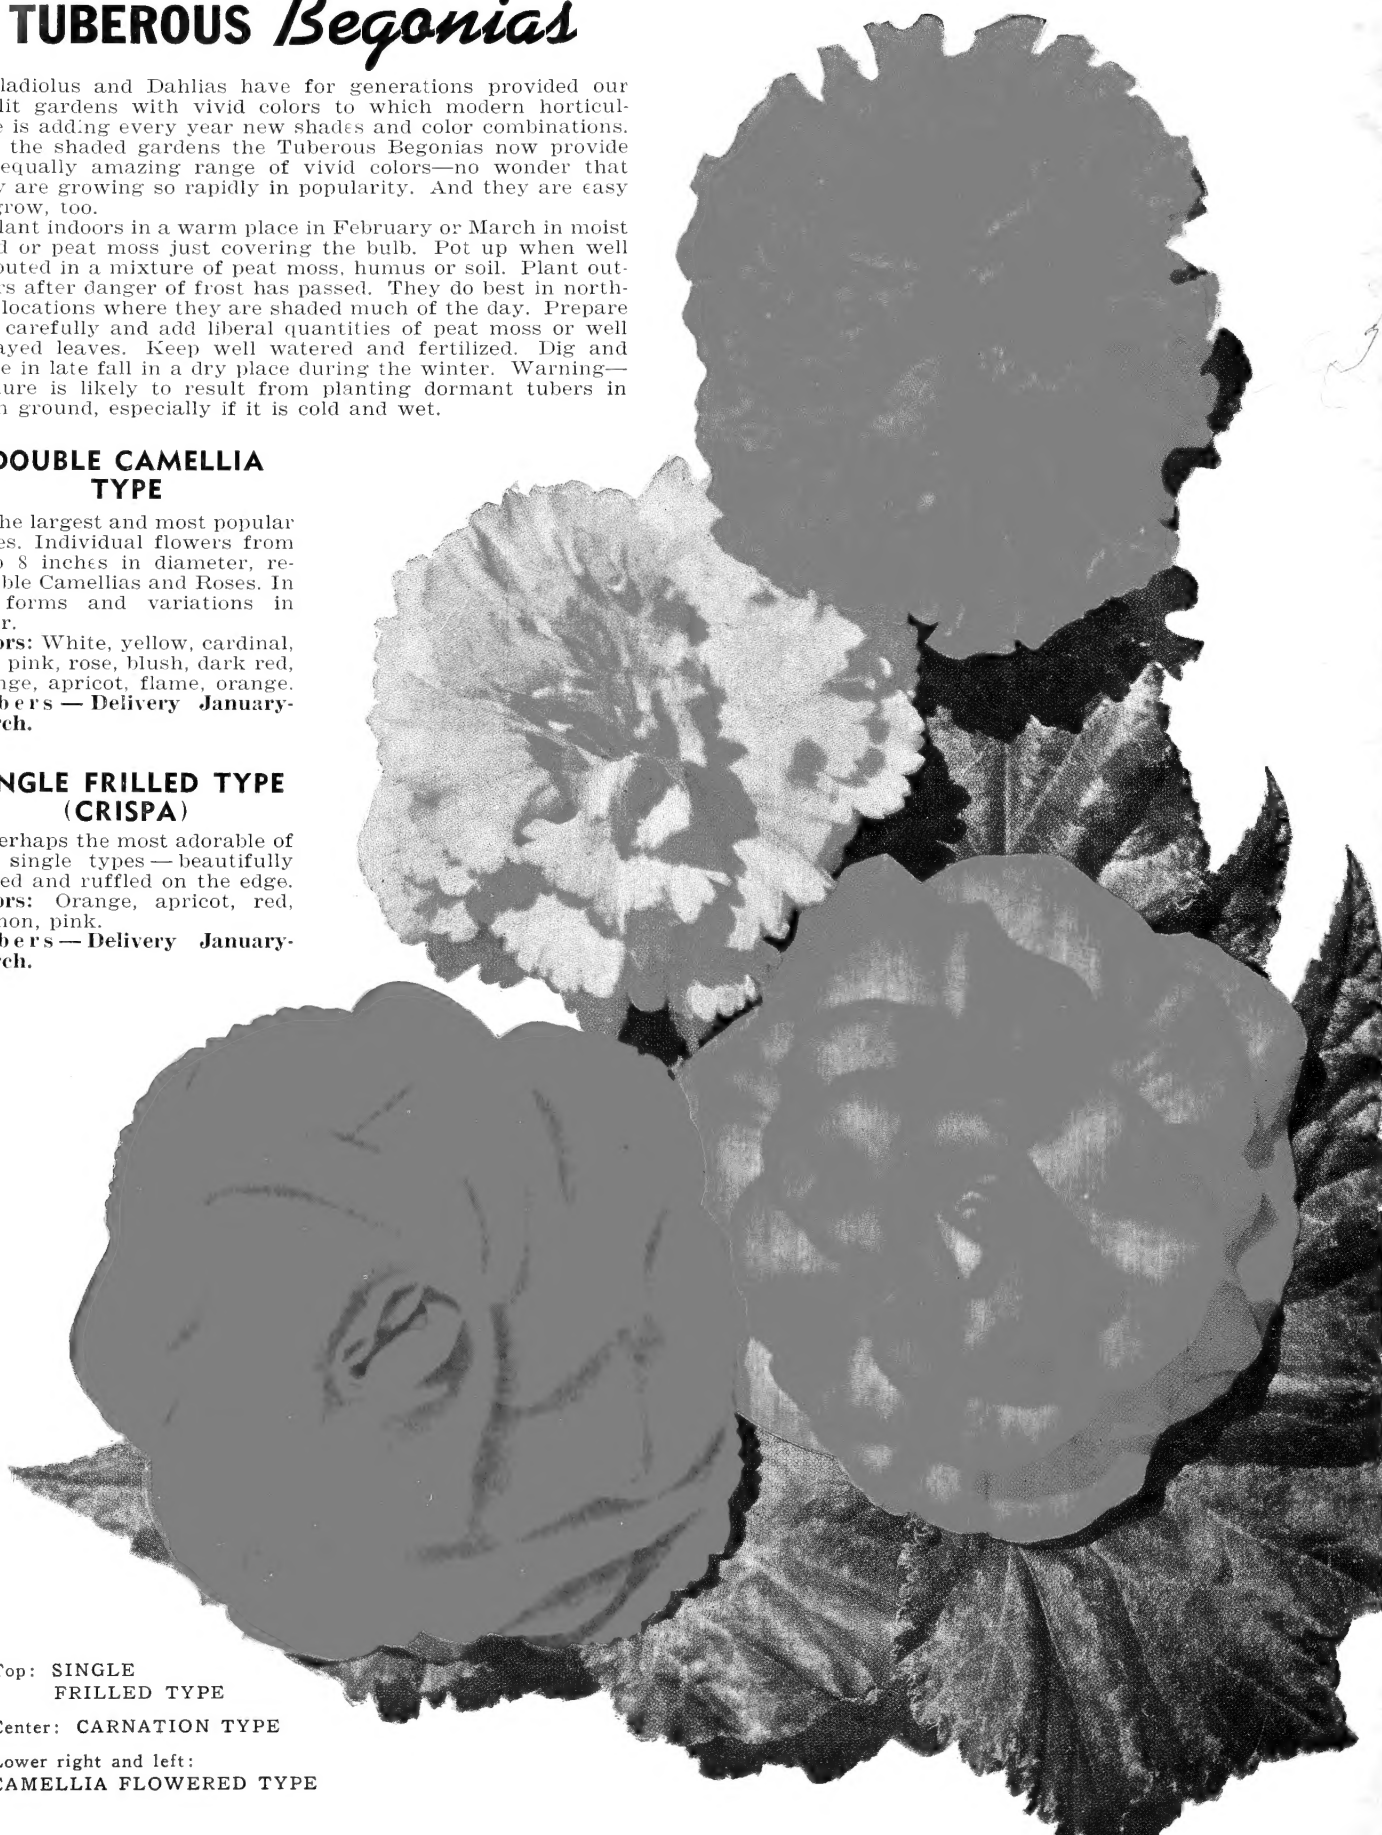 TUBEROUS Begonias
ladiolus and Dahlias have for generations provided our
lit gardens with vivid colors to which modern horticul-
e is adding every year new shades and color combinations.
the shaded gardens the Tuberous Begonias now provide
equally amazing range of vivid colors—no wonder that
y are growing so rapidly in popularity. And they are easy
grow, too.
lant indoors in a warm place in February or March in moist
d or peat moss just covering the bulb. Pot up when well
outed in a mixture of peat moss, humus or soil. Plant out-
rs after danger of frost has passed. They do best in north-
locations where they are shaded much of the day. Prepare
carefully and add liberal quantities of peat moss or well
ayed leaves. Keep well watered and fertilized. Dig and
e in late fall in a dry place during the winter. Warning—
ure is likely to result from planting dormant tubers in
n ground, especially if it is cold and wet.
DOUBLE CAMELLIA
TYPE
he largest and most popular
es. Individual flowers from
o 8 inches in diameter, re-
ble Camellias and Roses. In
forms and variations in
r.
ors: White, yellow, cardinal,
pink, rose, blush, dark red,
nge, apricot, flame, orange.
bers — Delivery January-
ch.
NGLE FRILLED TYPE
(CRISPA)
erhaps the most adorable of
single types — beautifully
ed and ruffled on the edge.
ors: Orange, apricot, red,
mon, pink.
bers — Delivery January-
ch.
Top: SINGLE
FRILLED TYPE
Center: CARNATION TYPE
Lower right and left:
CAMELLIA FLOWERED TYPE